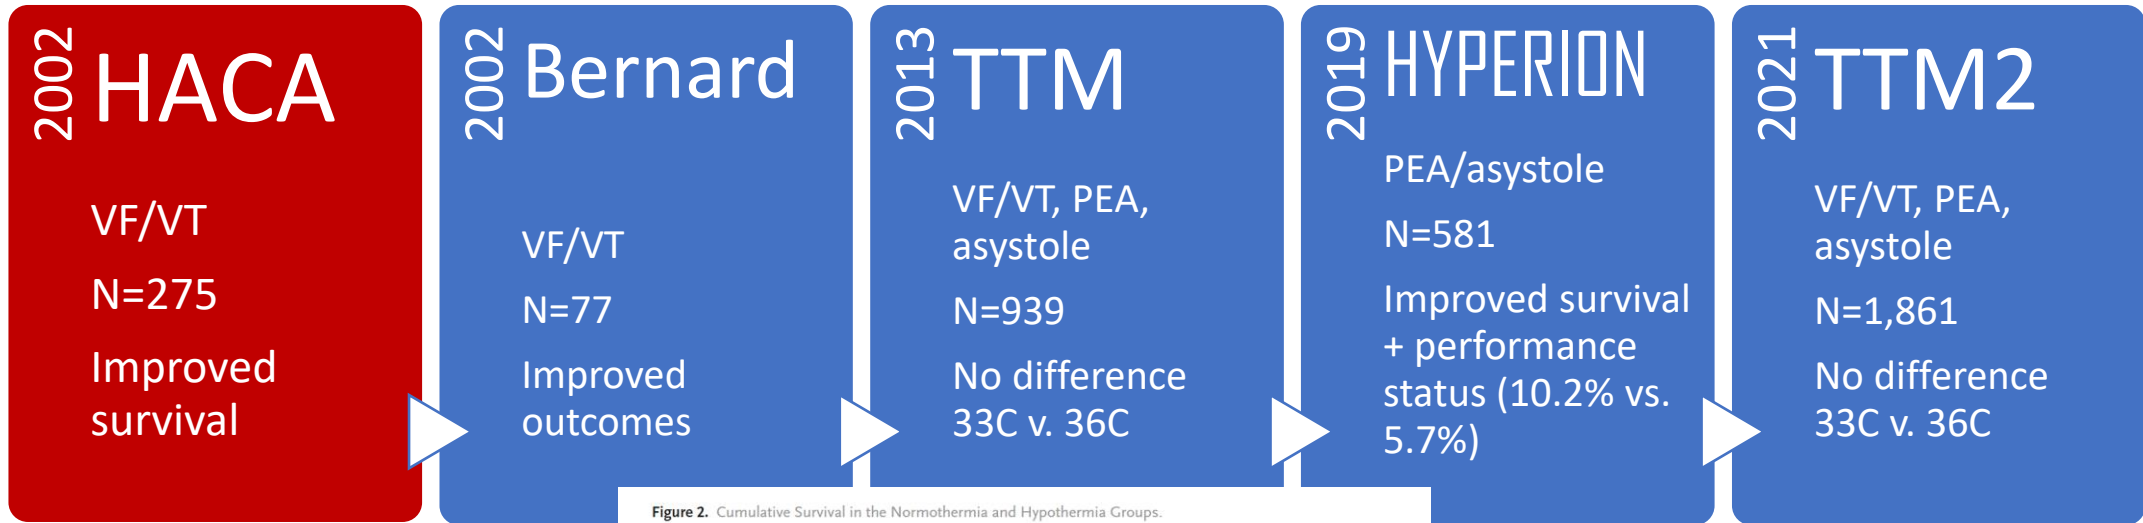 2002
HACA
VF/VT
N=275
Improved
survival
2002
Bernard
VF/VT
N=77
Improved
outcomes
2013
TTM
VF/VT, PEA,
asystole
N=939
No difference
33C v. 36C
2019
HYPERION
PEA/asystole
N=581
Improved survival
+ performance
status (10.2% vs.
5.7%)
2021
TTM2
VF/VT, PEA,
asystole
N=1,861
No difference
33C v. 36C
Figure 2. Cumulative Survival in the Normothermia and Hypothermia Groups.